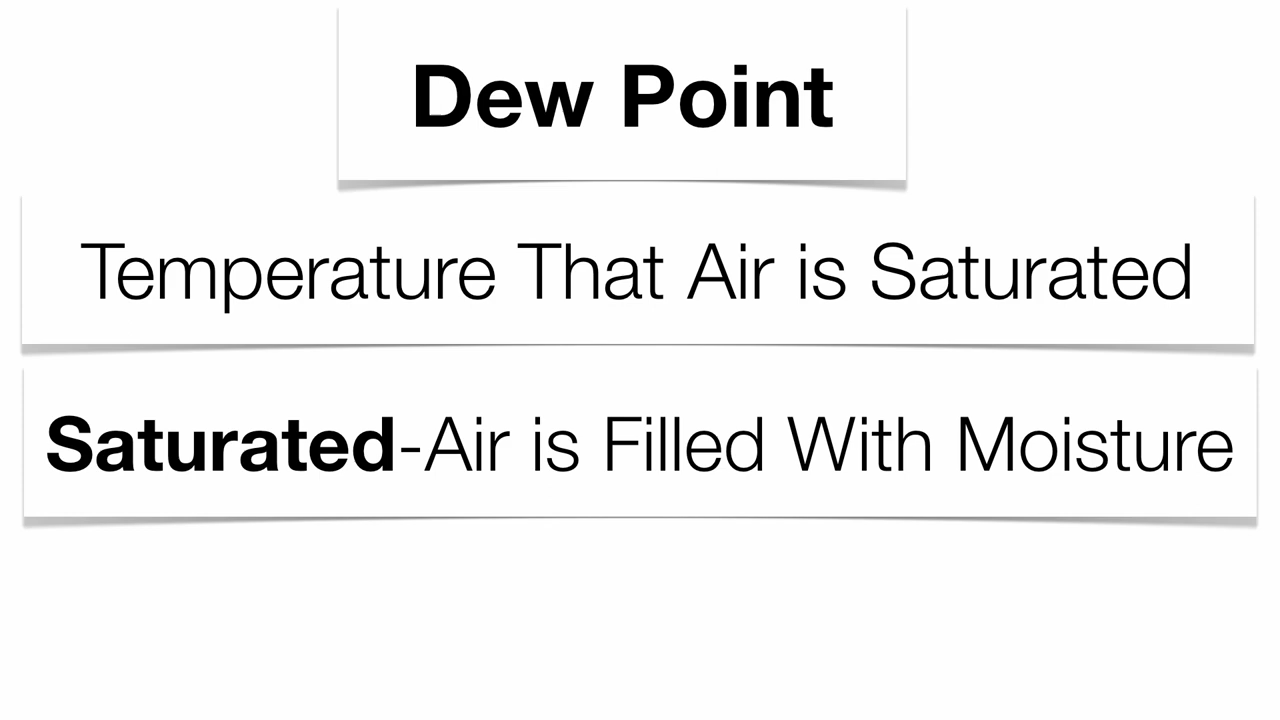 Dew Point
Temperature That Air is Saturated
Saturated-Air is Filled With Moisture